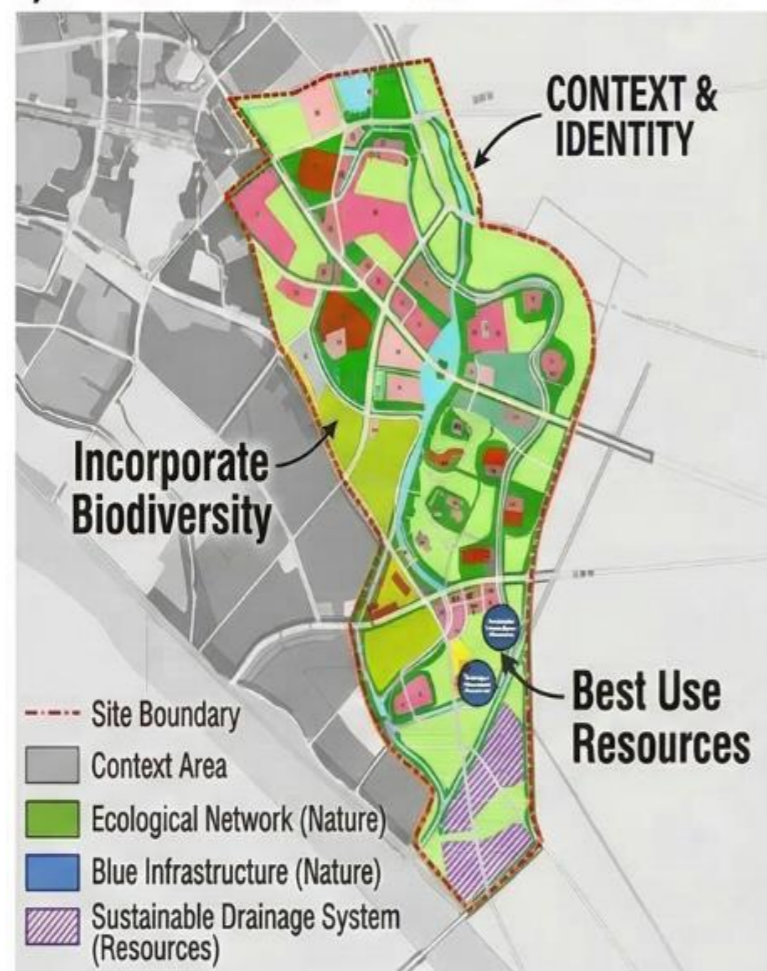 CONTEXT &
IDENTITY
Incorporate
Biodiversity
Best Use
Resources
Site Boundary
Context Area
Ecological Network (Nature)
Blue Infrastructure (Nature)
Sustainable Drainage System
(Resources)